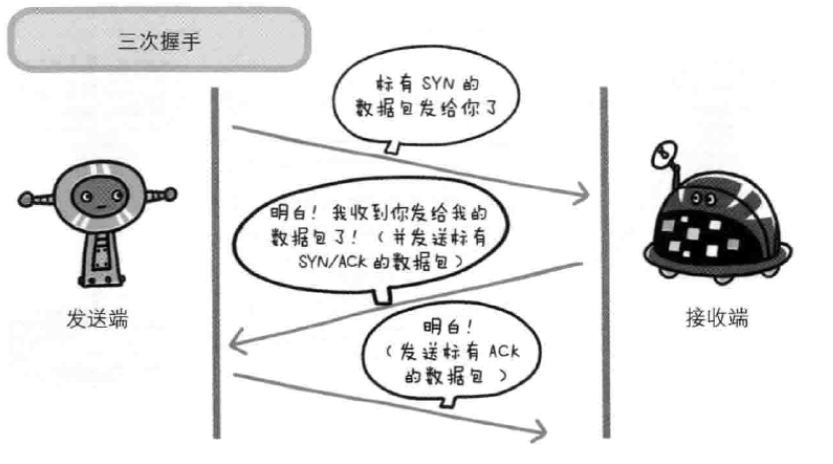 三次握手
标有 SYN 的
数据包发给你了
明白！我收到你发给我的
数据包了！（并发送标有
SYN/ACK 的数据包）
发送端
接收端
明白！
（发送标有 ACK
的数据包）